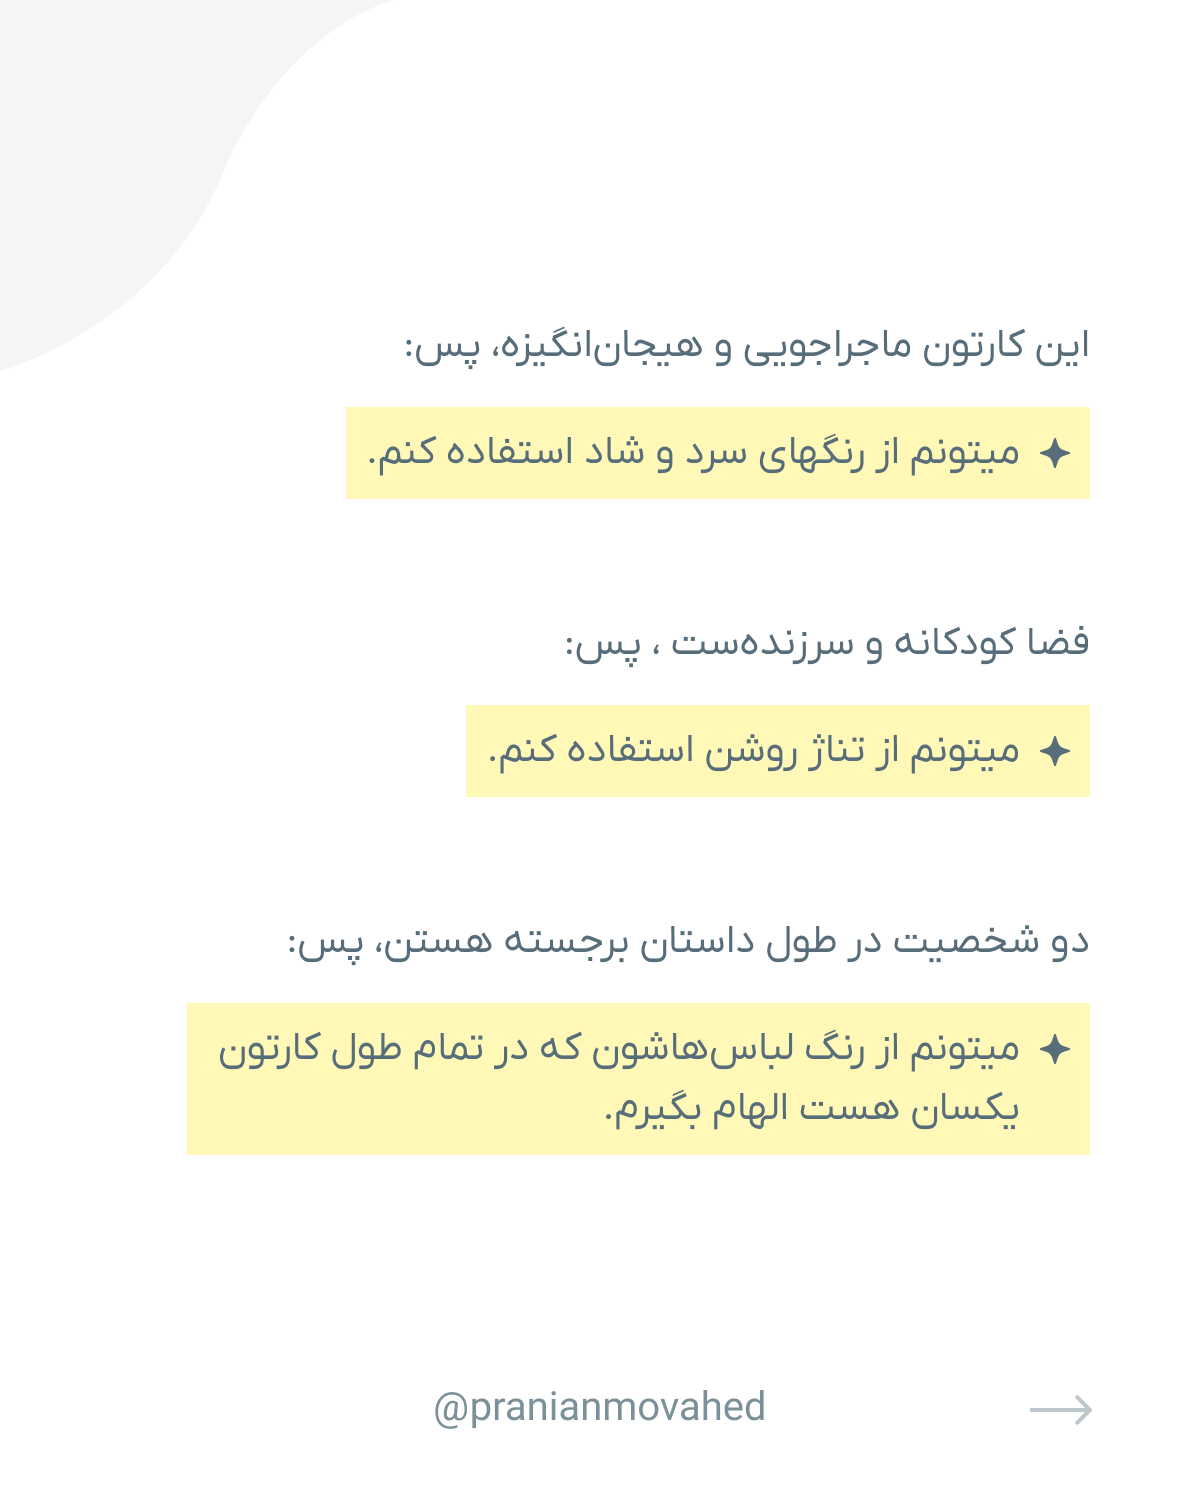 این کارتون ماجراجویی و هیجان‌انگیزه، پس:
میتونم از رنگهای سرد و شاد استفاده کنم.
فضا کودکانه و سرزنده‌ست ، پس:
میتونم از تناژ روشن استفاده کنم.
دو شخصیت در طول داستان برجسته هستن، پس:
میتونم از رنگ لباس‌هاشون که در تمام طول کارتون
یکسان هست الهام بگیرم.
@pranianmovahed